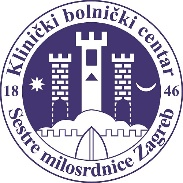 Klinički bolnički centar
18 46
Sestre milosrdnice Zagreb